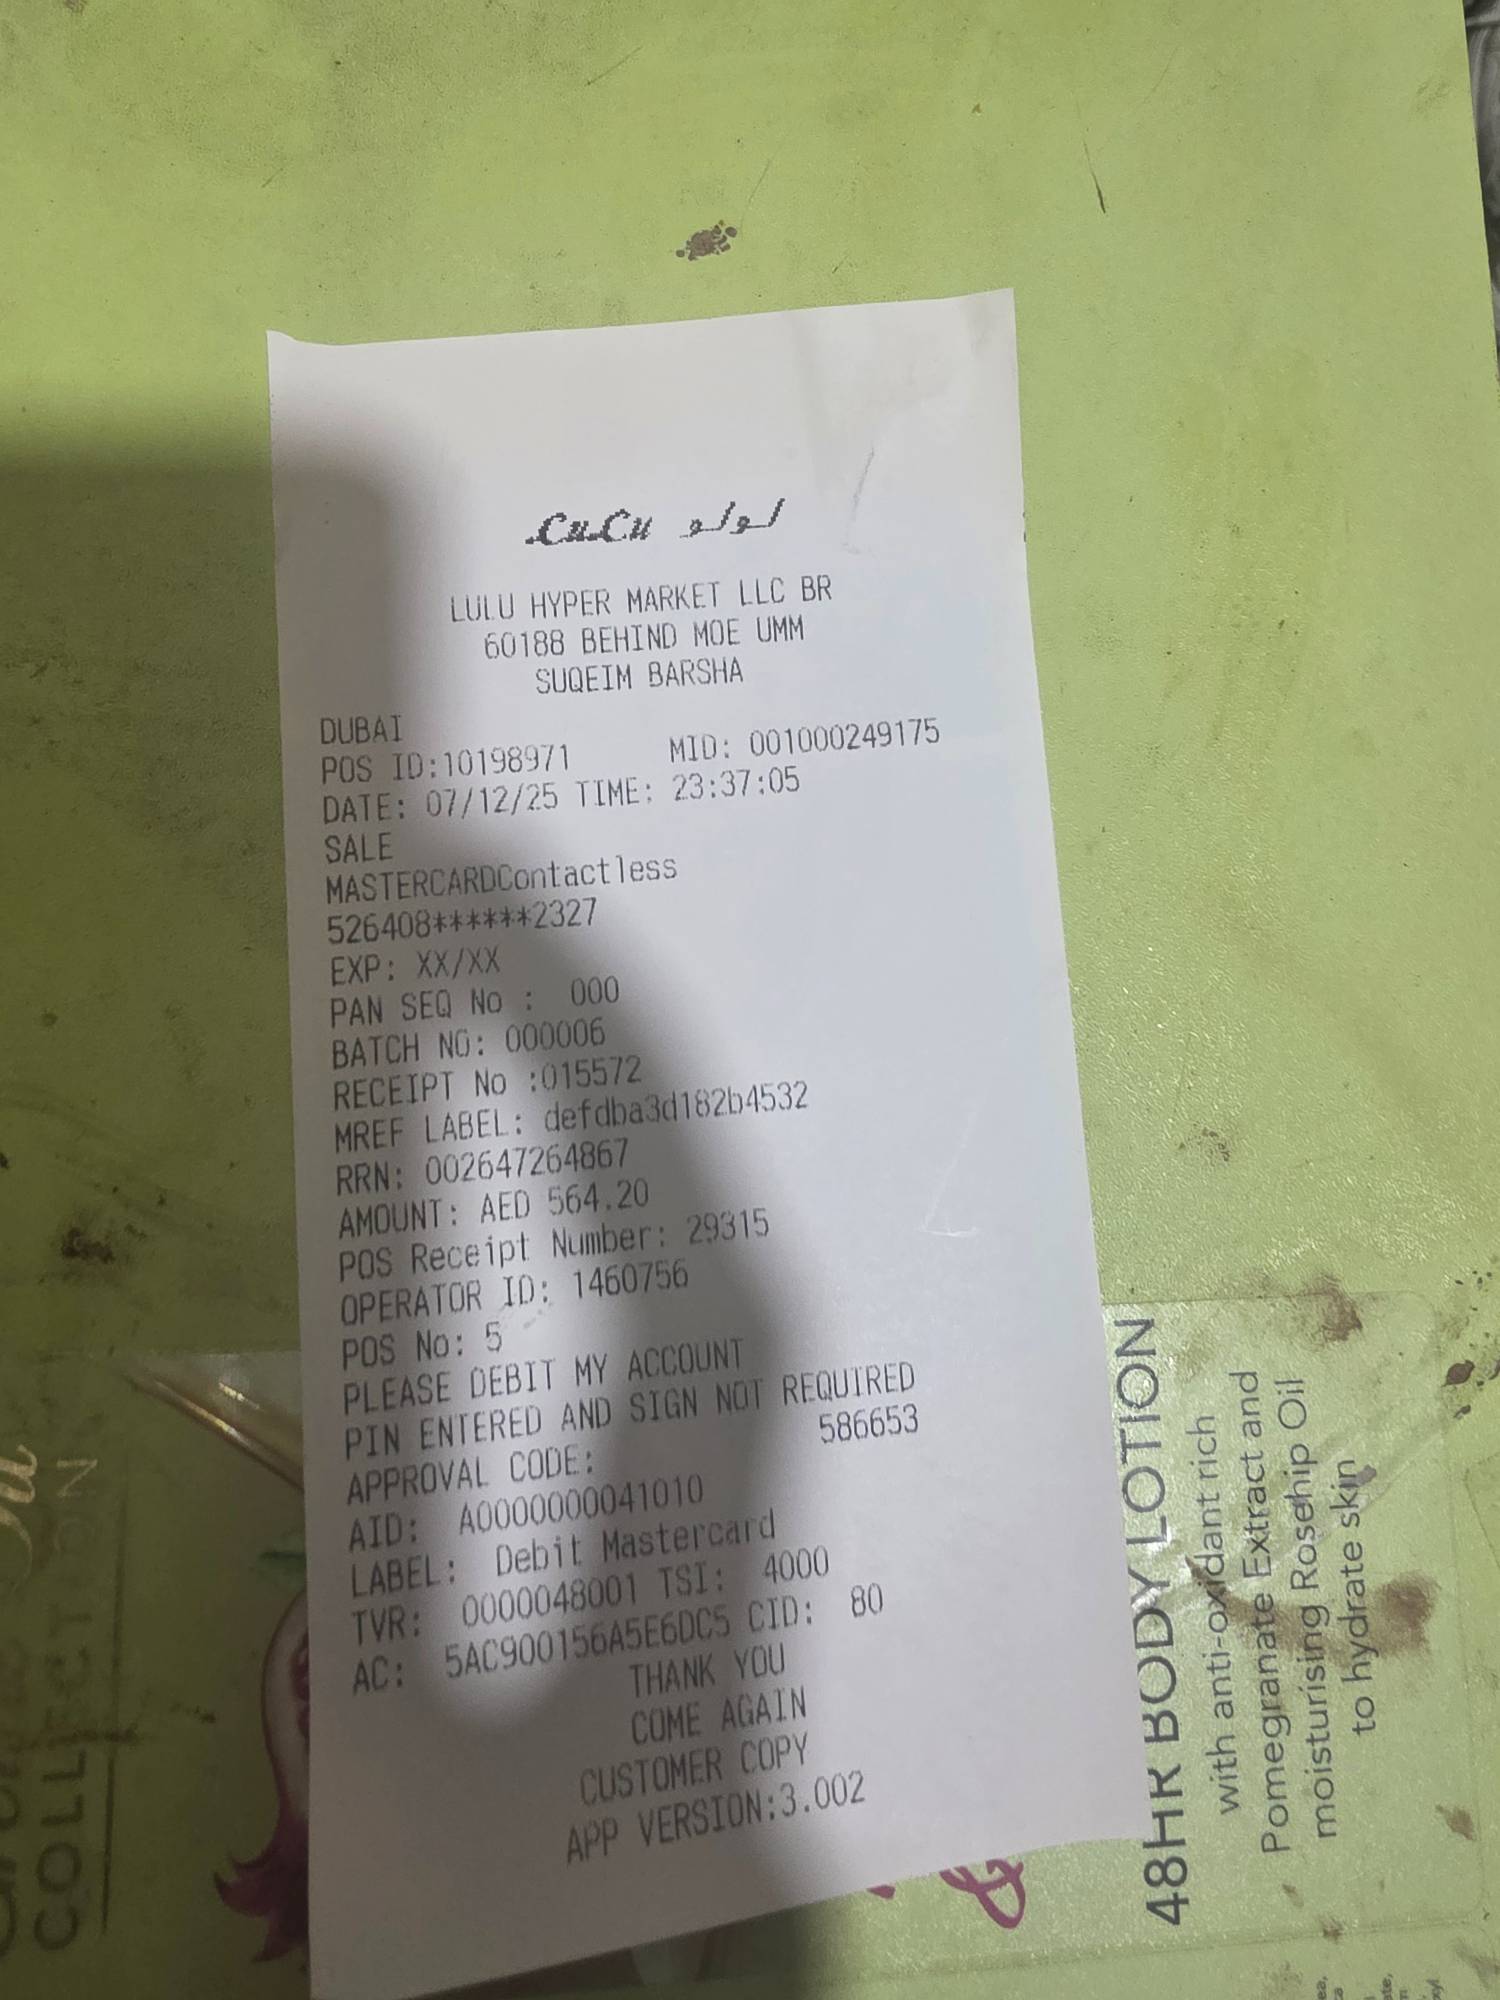 LuLu لولو
LULU HYPER MARKET LLC BR
60188 BEHIND MOE UMM
SUQEIM BARSHA
DUBAI
POS ID:10198971 MID: 001000249175
DATE: 07/12/25 TIME: 23:37:05
SALE
MASTERCARDContactless
526408******2327
EXP: XX/XX
PAN SEQ No : 000
BATCH NO: 000006
RECEIPT No :015572
MREF LABEL: defdba3d182b4532
RRN: 002647264867
AMOUNT: AED 564.20
POS Receipt Number: 29315
OPERATOR ID: 1460756
POS No: 5
PLEASE DEBIT MY ACCOUNT
PIN ENTERED AND SIGN NOT REQUIRED
APPROVAL CODE: 586653
AID: A0000000041010
LABEL: Debit Mastercard
TVR: 0000048001 TSI: 4000
AC: 5AC900156A5E6DC5 CID: 80
THANK YOU
COME AGAIN
CUSTOMER COPY
APP VERSION:3.002
48HR BODY LOTION
with anti-oxidant rich
Pomegranate Extract and
moisturising Rosehip Oil
to hydrate skin
COLLECTION